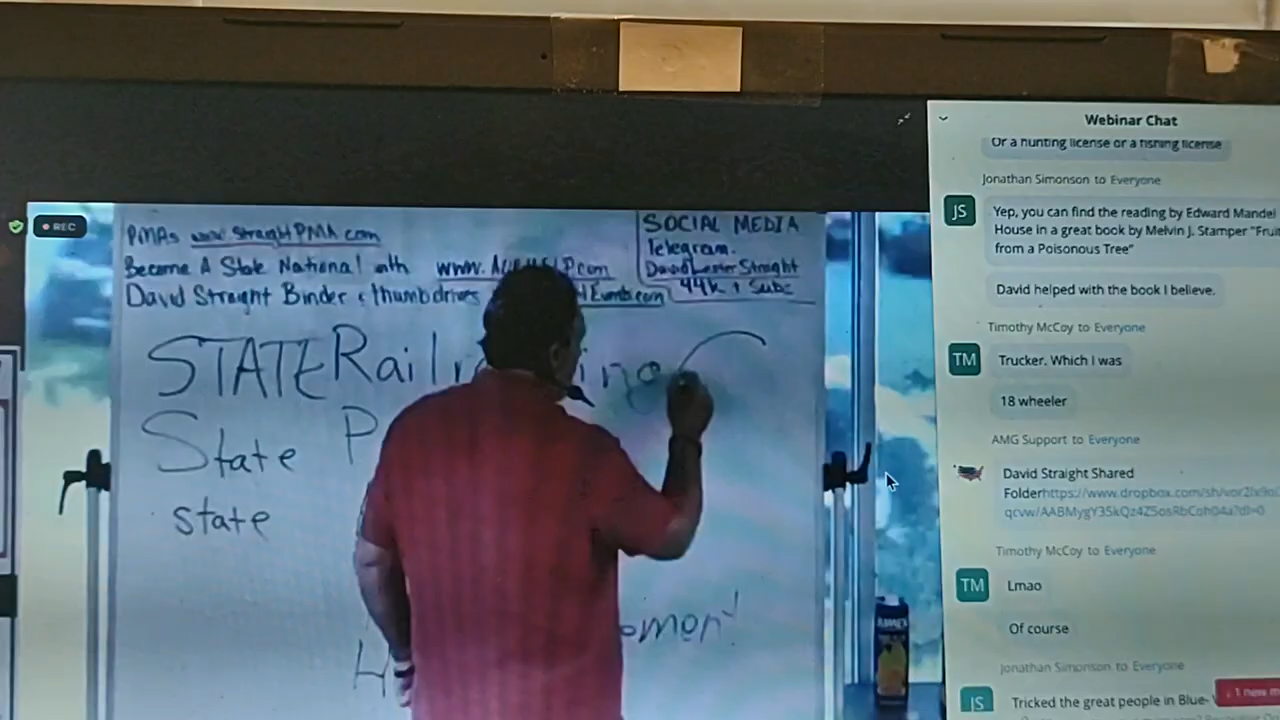 REC
PMAs www.StraightPMA.com
Become A State National with www.
David Straight Binder & thumbdrives
SOCIAL MEDIA
Telegram.
DavidLesterStraight
44k + Subs
STATE Rail
State P
state
Webinar Chat
Or a hunting license or a fishing license
Jonathan Simonson to Everyone
JS
Yep, you can find the reading by Edward Mandel
House in a great book by Melvin J. Stamper "Fruit
from a Poisonous Tree"
David helped with the book I believe.
Timothy McCoy to Everyone
TM
Trucker. Which I was
18 wheeler
AMG Support to Everyone
David Straight Shared
Folder
Timothy McCoy to Everyone
TM
Lmao
Of course
Jonathan Simonson to Everyone
JS
Tricked the great people in Blue-
1 new